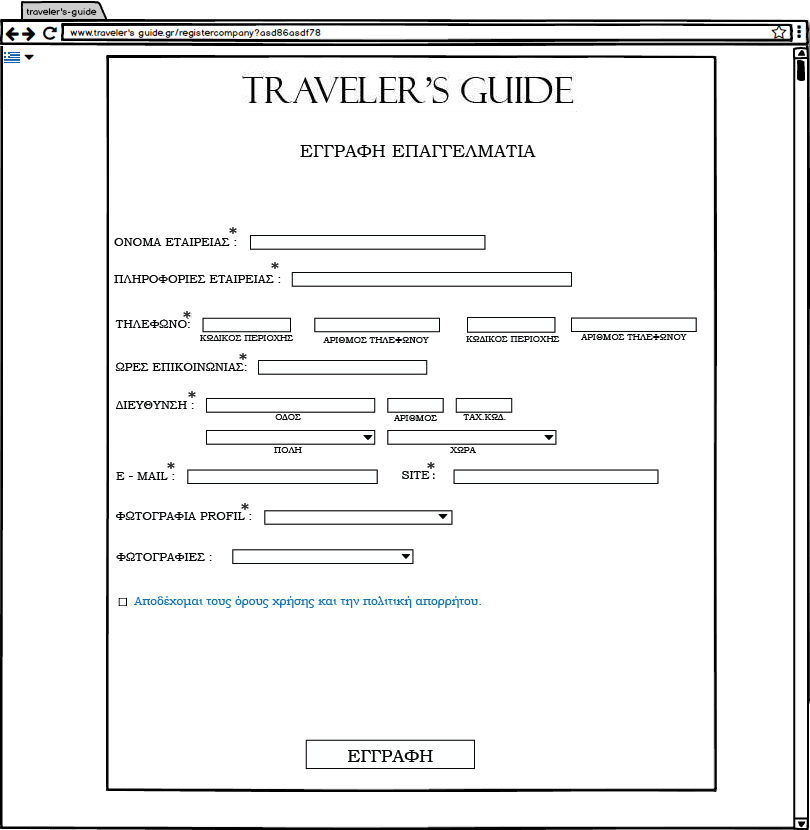 traveler's-guide
www.traveler's guide.gr/registercompany?asd86asdf78
TRAVELER'S GUIDE
ΕΓΓΡΑΦΗ ΕΠΑΓΓΕΛΜΑΤΙΑ
ΟΝΟΜΑ ΕΤΑΙΡΕΙΑΣ * :
ΠΛΗΡΟΦΟΡΙΕΣ ΕΤΑΙΡΕΙΑΣ * :
ΤΗΛΕΦΩΝΟ * :
ΚΩΔΙΚΟΣ ΠΕΡΙΟΧΗΣ ΑΡΙΘΜΟΣ ΤΗΛΕΦΩΝΟΥ ΚΩΔΙΚΟΣ ΠΕΡΙΟΧΗΣ ΑΡΙΘΜΟΣ ΤΗΛΕΦΩΝΟΥ
ΩΡΕΣ ΕΠΙΚΟΙΝΩΝΙΑΣ * :
ΔΙΕΥΘΥΝΣΗ * :
ΟΔΟΣ ΑΡΙΘΜΟΣ ΤΑΧ.ΚΩΔ.
ΠΟΛΗ ΧΩΡΑ
E - MAIL * : SITE * :
ΦΩΤΟΓΡΑΦΙΑ PROFIL * :
ΦΩΤΟΓΡΑΦΙΕΣ :
Αποδέχομαι τους όρους χρήσης και την πολιτική απορρήτου.
ΕΓΓΡΑΦΗ